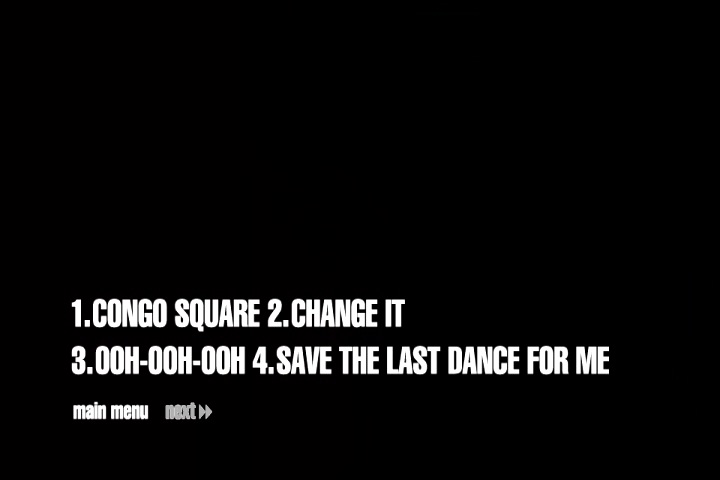 1.CONGO SQUARE 2.CHANGE IT
3.OOH-OOH-OOH 4.SAVE THE LAST DANCE FOR ME
main menu next